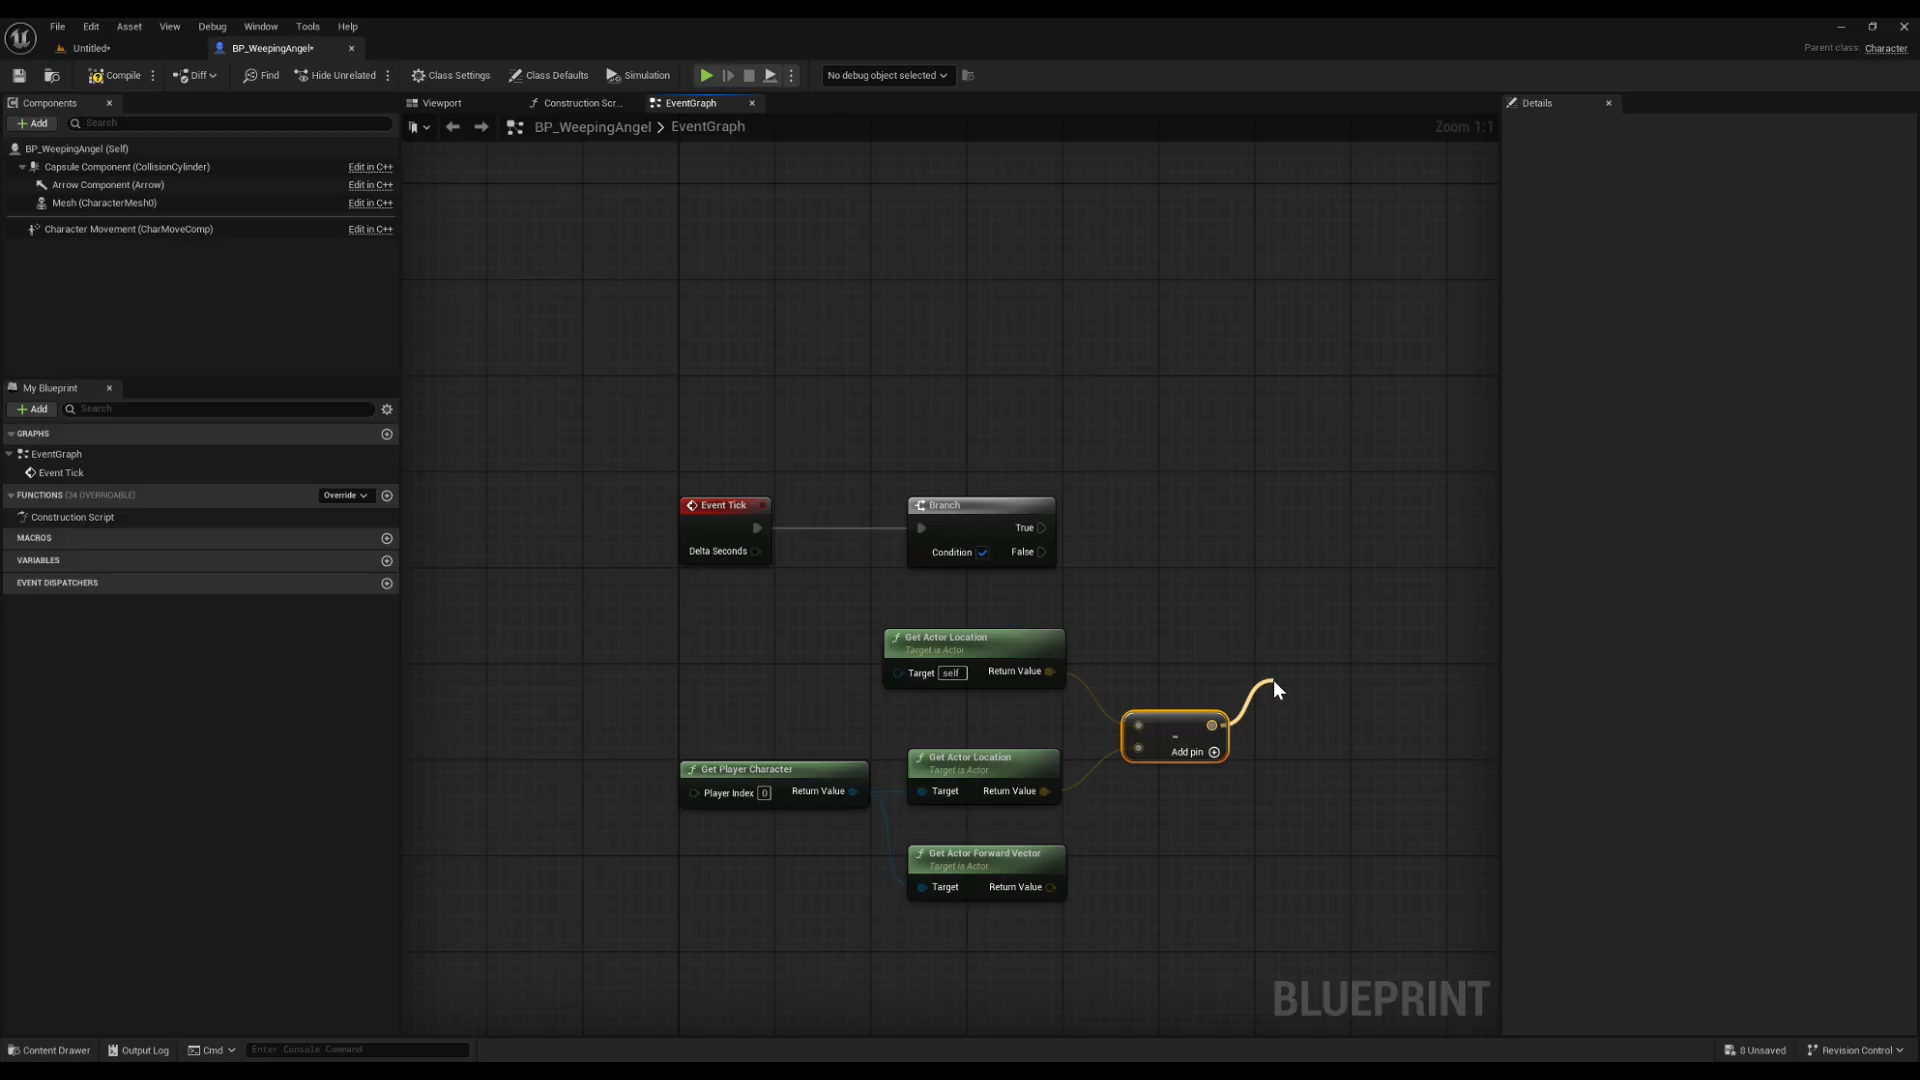 File Edit Asset View Debug Window Tools Help
Untitled* BP_WeepingAngel*
Parent class: Character
Compile Diff Find Hide Unrelated Class Settings Class Defaults Simulation No debug object selected
Components
Add Search
BP_WeepingAngel (Self)
Capsule Component (CollisionCylinder) Edit in C++
Arrow Component (Arrow) Edit in C++
Mesh (CharacterMesh0) Edit in C++
Character Movement (CharMoveComp) Edit in C++
My Blueprint
Add Search
GRAPHS
EventGraph
Event Tick
FUNCTIONS (34 OVERRIDABLE) Override
Construction Script
MACROS
VARIABLES
EVENT DISPATCHERS
Viewport Construction Scr... EventGraph
BP_WeepingAngel > EventGraph Zoom 1:1
Event Tick
Delta Seconds
Branch
True
Condition False
Get Actor Location
Target is Actor
Target self Return Value
-
Add pin
Get Player Character
Player Index 0 Return Value
Get Actor Location
Target is Actor
Target Return Value
Get Actor Forward Vector
Target is Actor
Target Return Value
BLUEPRINT
Details
Content Drawer Output Log Cmd Enter Console Command 8 Unsaved Revision Control